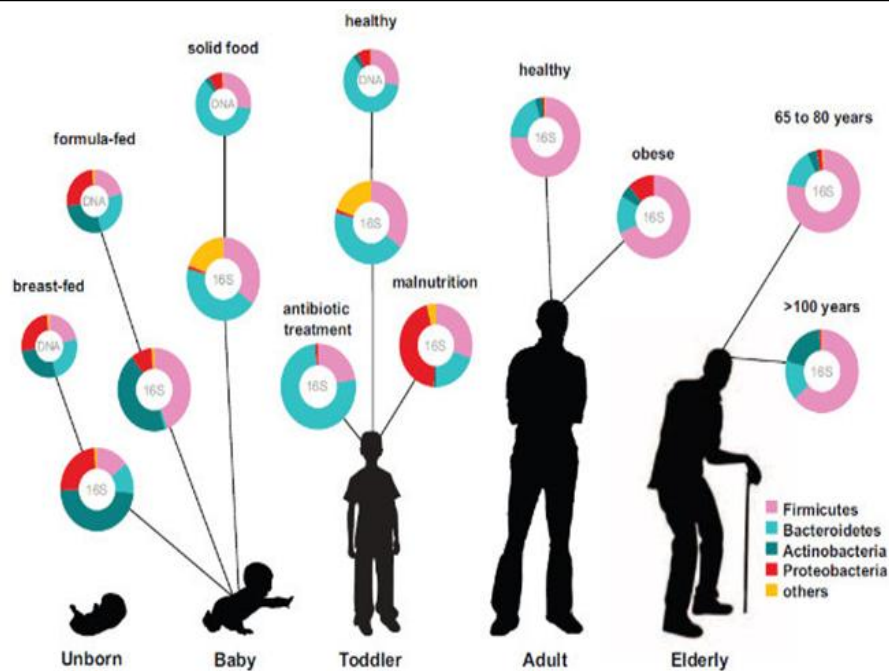 healthy
solid food
DNA
healthy
DNA
formula-fed
16S
65 to 80 years
DNA
obese
16S
16S
16S
breast-fed
16S
antibiotic
treatment
malnutrition
>100 years
DNA
16S
16S
16S
16S
16S
Firmicutes
Bacteroidetes
Actinobacteria
Proteobacteria
others
Unborn
Baby
Toddler
Adult
Elderly